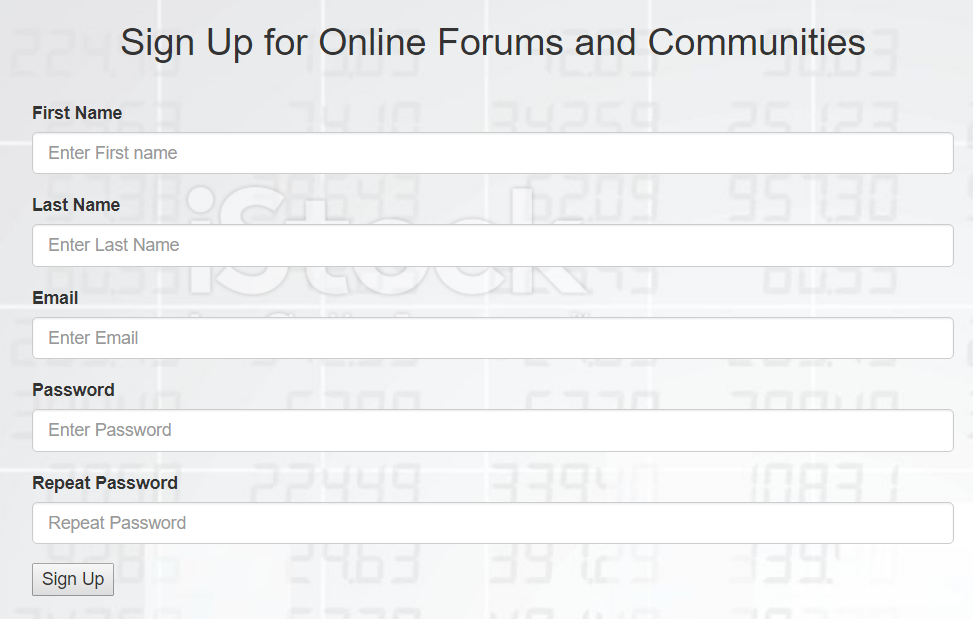 Sign Up for Online Forums and Communities
First Name
Enter First name
Last Name
Enter Last Name
iStock
Email
Enter Email
Password
Enter Password
Repeat Password
Repeat Password
Sign Up